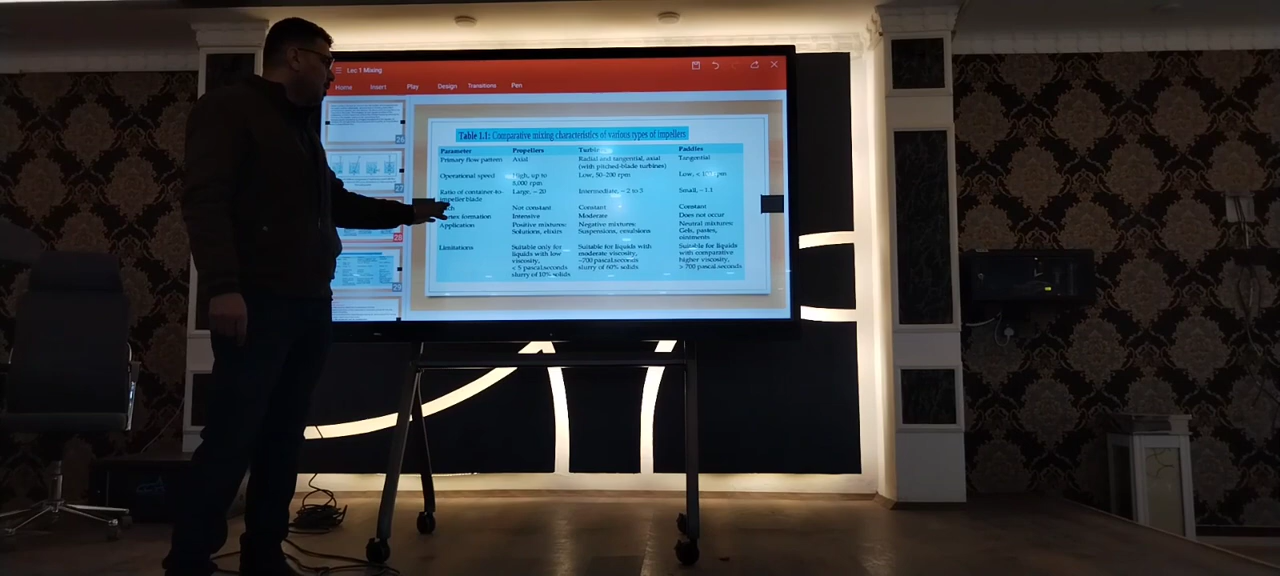 Lec 1 Mixing
Home Insert Play Design Transitions Pen
Table 1.1: Comparative mixing characteristics of various types of impellers
Parameter Propellers Paddles
Primary flow pattern Axial Radial and tangential, axial Tangential
(with pitched-blade turbines)
Operational speed High, up to Low, 50–200 rpm Low, <
8,000 rpm
Ratio of container-to- Large, ~ 20 Intermediate, ~ 2 to 3 Small, ~ 1.1
impeller blade
Not constant Constant Constant
formation Intensive Moderate Does not occur
Application Positive mixtures: Negative mixtures: Neutral mixtures:
Solutions, elixirs Suspensions, emulsions Gels, pastes,
ointments
Limitations Suitable only for Suitable for liquids with Suitable for liquids
liquids with low moderate viscosity, with comparative
viscosity, ~700 pascal.seconds higher viscosity,
< 5 pascal.seconds slurry of 60% solids > 700 pascal.seconds
slurry of 10% solids
26
27
28
29